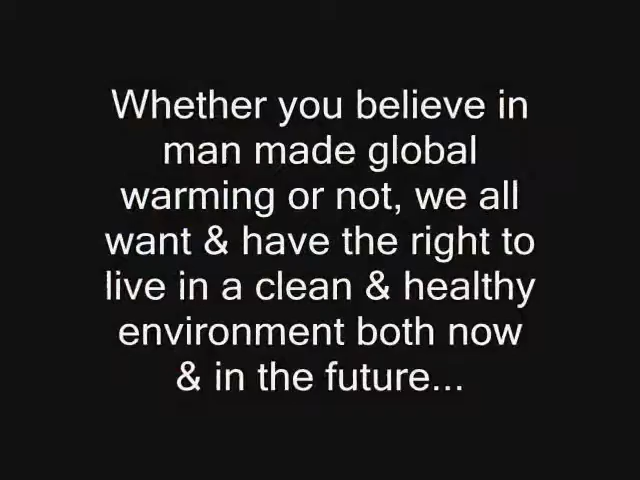 Whether you believe in
man made global
warming or not, we all
want & have the right to
live in a clean & healthy
environment both now
& in the future...